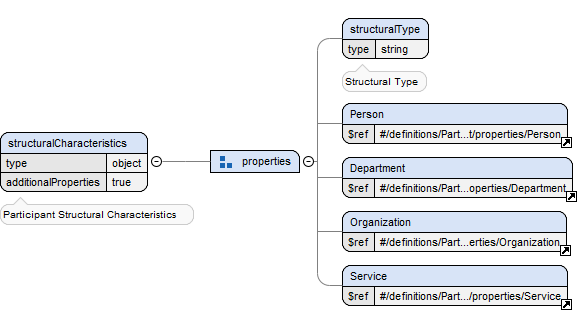 structuralType
type string
Structural Type
Person
$ref #/definitions/Part...t/properties/Person
structuralCharacteristics
type object
additionalProperties true
Participant Structural Characteristics
properties
Department
$ref #/definitions/Part...operties/Department
Organization
$ref #/definitions/Part...erties/Organization
Service
$ref #/definitions/Part.../properties/Service